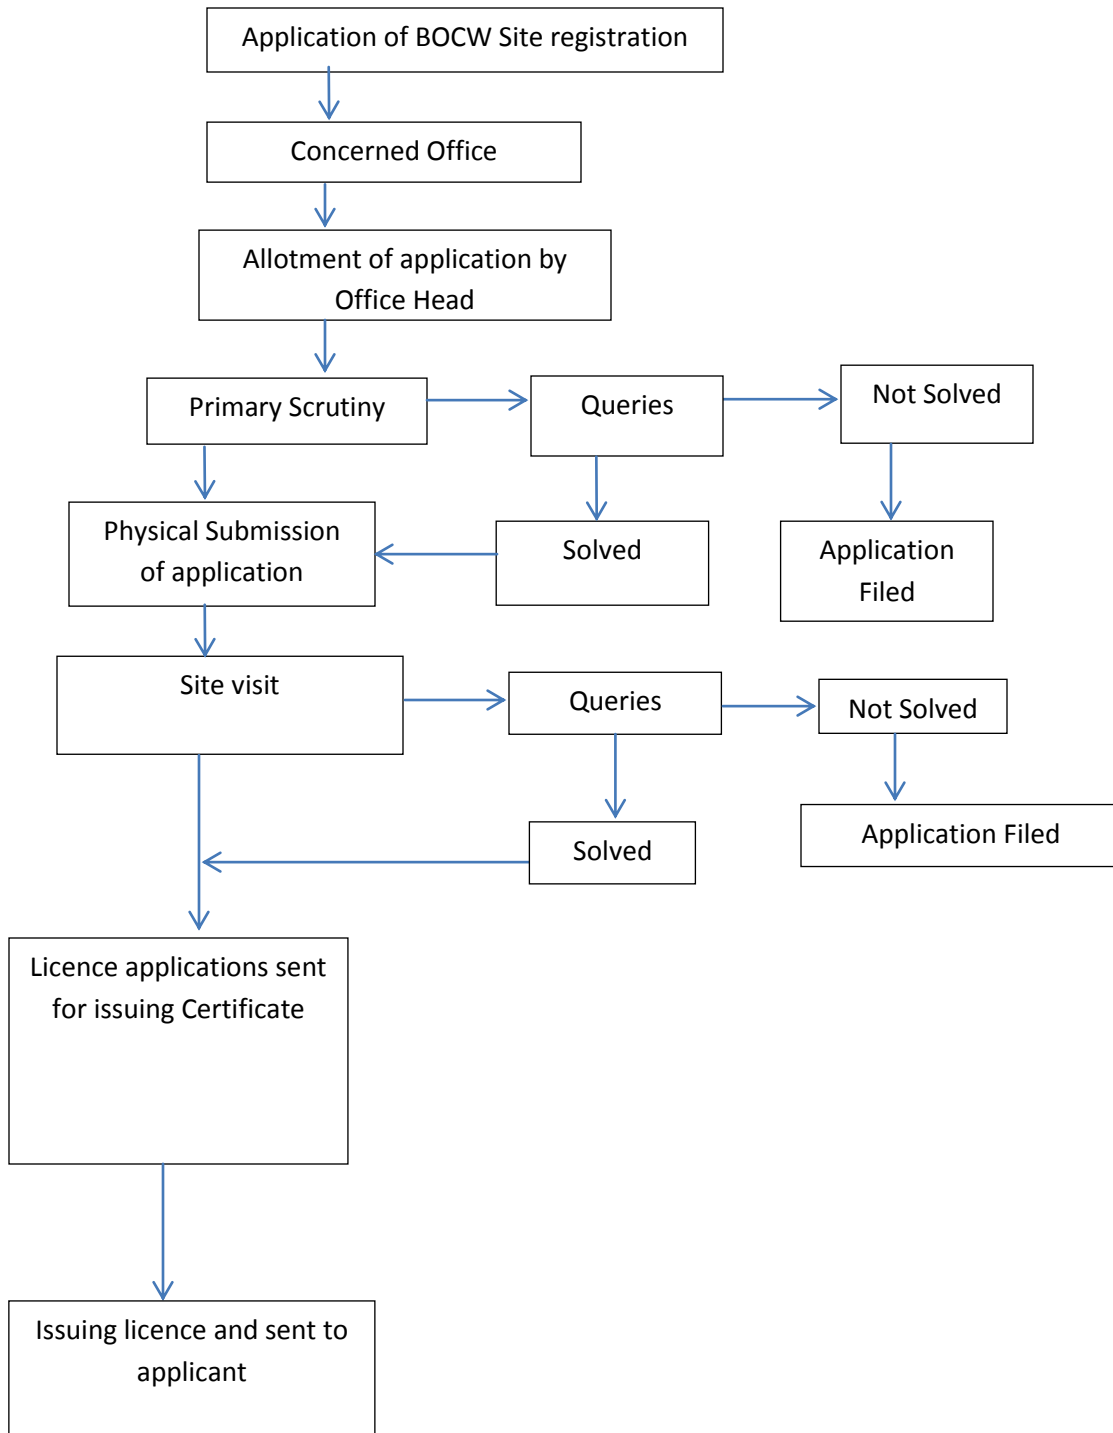 Application of BOCW Site registration
Concerned Office
Allotment of application by
Office Head
Primary Scrutiny
Queries
Not Solved
Physical Submission
of application
Solved
Application
Filed
Site visit
Queries
Not Solved
Solved
Application Filed
Licence applications sent
for issuing Certificate
Issuing licence and sent to
applicant